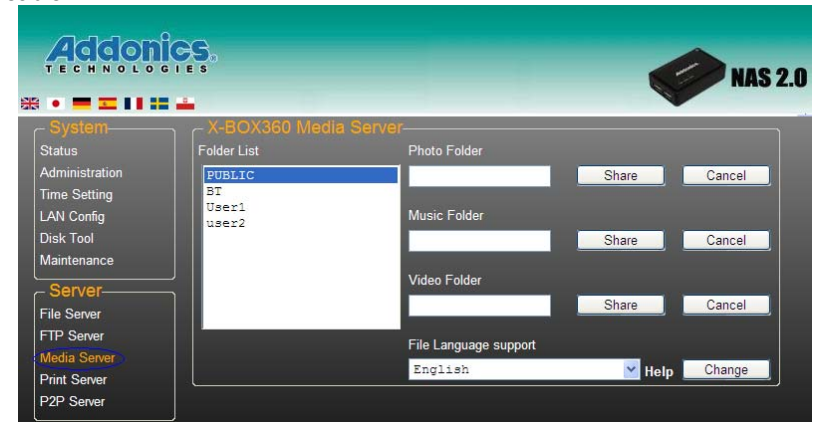 Addonics®
TECHNOLOGIES
NAS 2.0
System
Status
Administration
Time Setting
LAN Config
Disk Tool
Maintenance
Server
File Server
FTP Server
Media Server
Print Server
P2P Server
X-BOX360 Media Server
Folder List
PUBLIC
BT
User1
user2
Photo Folder
Share Cancel
Music Folder
Share Cancel
Video Folder
Share Cancel
File Language support
English Help Change